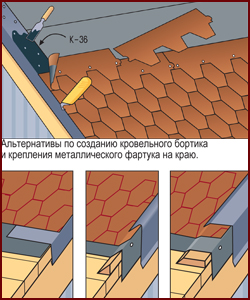 К-36
Альтернативы по созданию кровельного бортика
и крепления металлического фартука на краю.